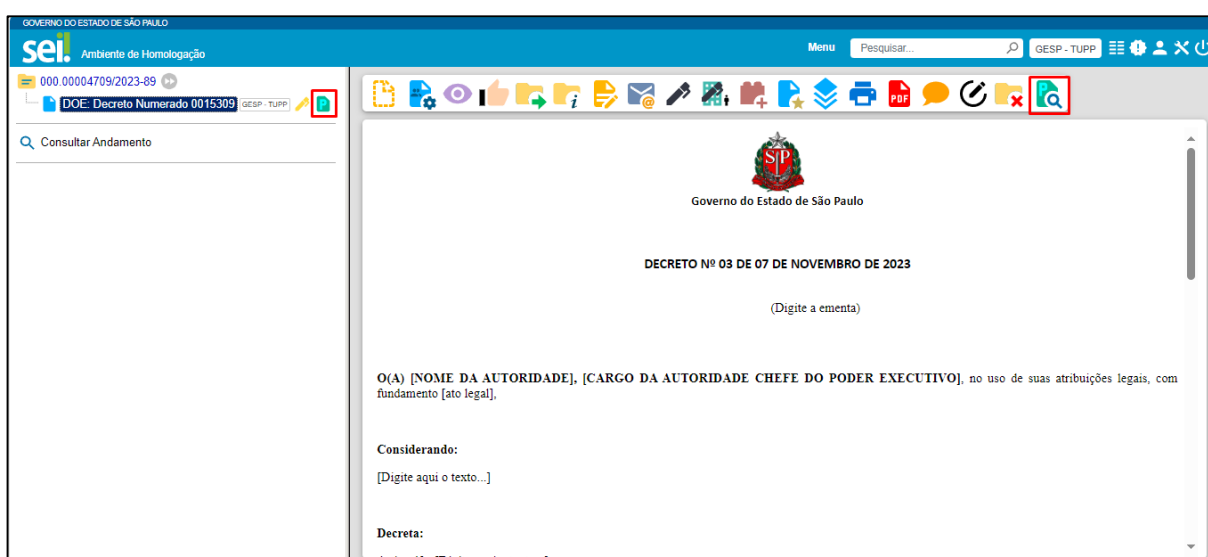 GOVERNO DO ESTADO DE SÃO PAULO
sei! Ambiente de Homologação
Menu
Pesquisar...
GESP - TUPP
000.00004709/2023-89
DOE: Decreto Numerado 0015309 GESP - TUPP
Consultar Andamento
Governo do Estado de São Paulo
DECRETO Nº 03 DE 07 DE NOVEMBRO DE 2023
(Digite a ementa)
O(A) [NOME DA AUTORIDADE], [CARGO DA AUTORIDADE CHEFE DO PODER EXECUTIVO], no uso de suas atribuições legais, com
fundamento [ato legal],
Considerando:
[Digite aqui o texto...]
Decreta: